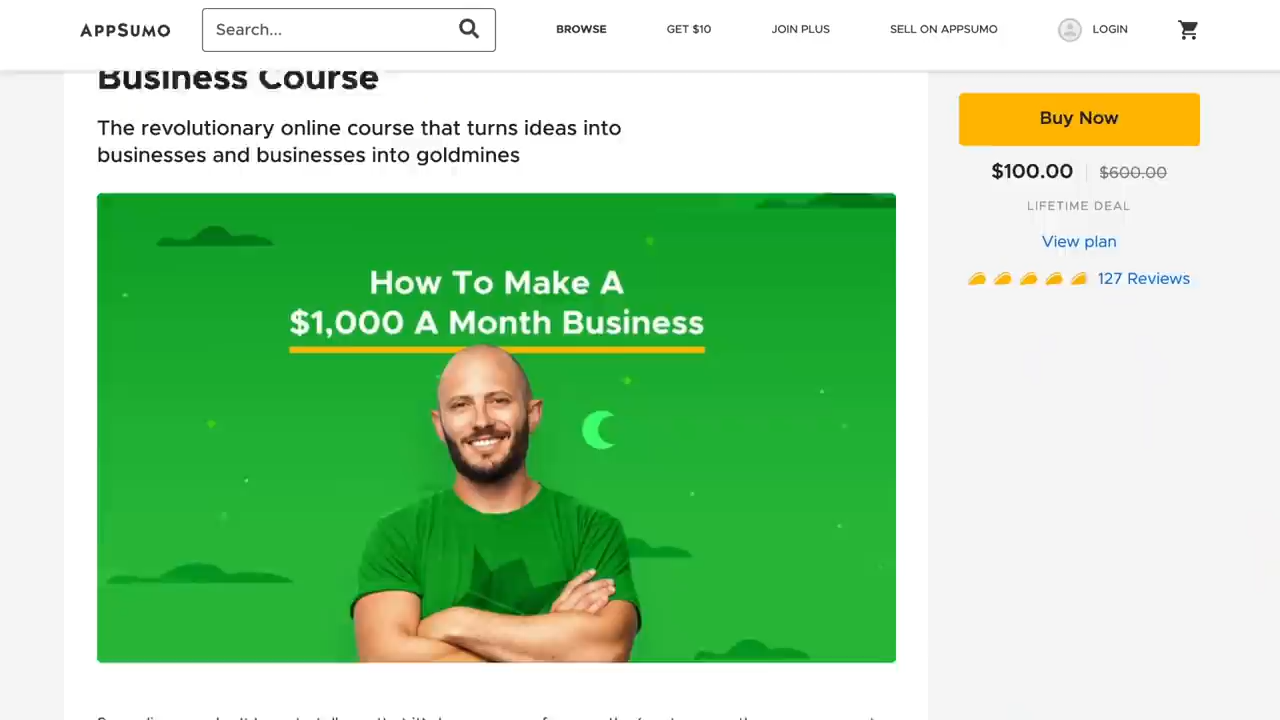 APPSUMO
Search...
BROWSE
GET $10
JOIN PLUS
SELL ON APPSUMO
LOGIN
Business Course
The revolutionary online course that turns ideas into
businesses and businesses into goldmines
How To Make A
$1,000 A Month Business
Buy Now
$100.00 $600.00
LIFETIME DEAL
View plan
127 Reviews